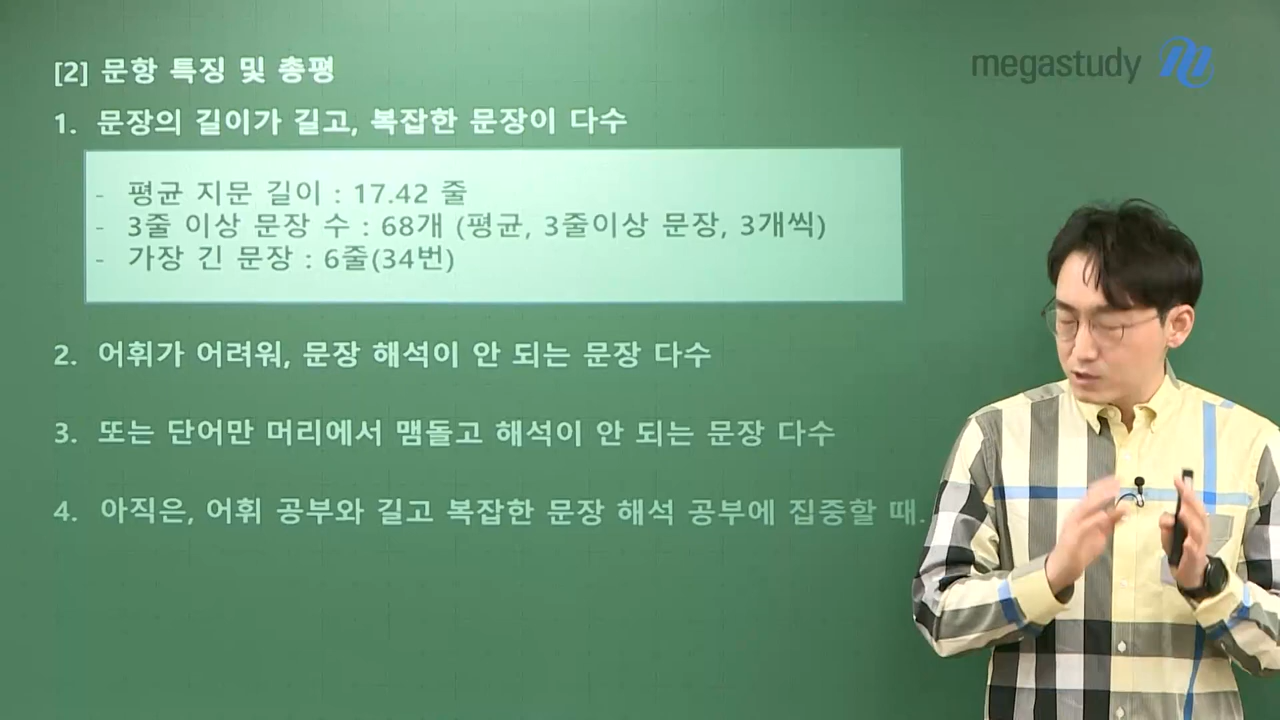 [2] 문항 특징 및 총평
megastudy
1. 문장의 길이가 길고, 복잡한 문장이 다수
- 평균 지문 길이 : 17.42 줄
- 3줄 이상 문장 수 : 68개 (평균, 3줄이상 문장, 3개씩)
- 가장 긴 문장 : 6줄(34번)
2. 어휘가 어려워, 문장 해석이 안 되는 문장 다수
3. 또는 단어만 머리에서 맴돌고 해석이 안 되는 문장 다수
4. 아직은, 어휘 공부와 길고 복잡한 문장 해석 공부에 집중할 때.